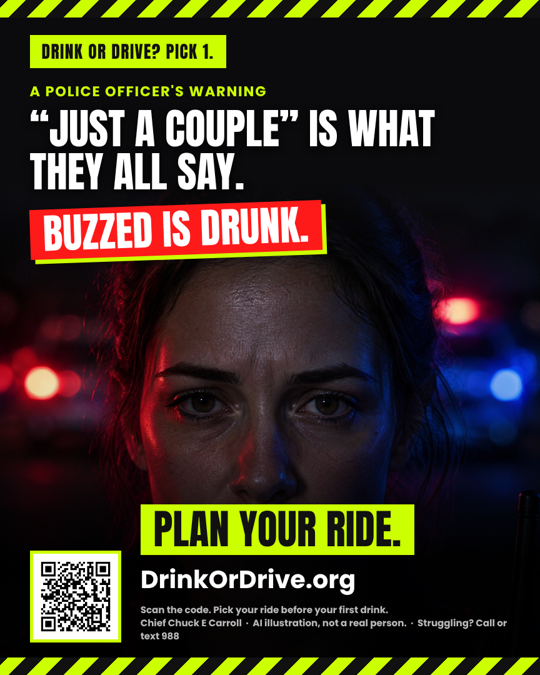 DRINK OR DRIVE? PICK 1.
A POLICE OFFICER'S WARNING
“JUST A COUPLE” IS WHAT
THEY ALL SAY.
BUZZED IS DRUNK.
PLAN YOUR RIDE.
DrinkOrDrive.org
Scan the code. Pick your ride before your first drink.
Chief Chuck E Carroll · AI illustration, not a real person. · Struggling? Call or
text 988